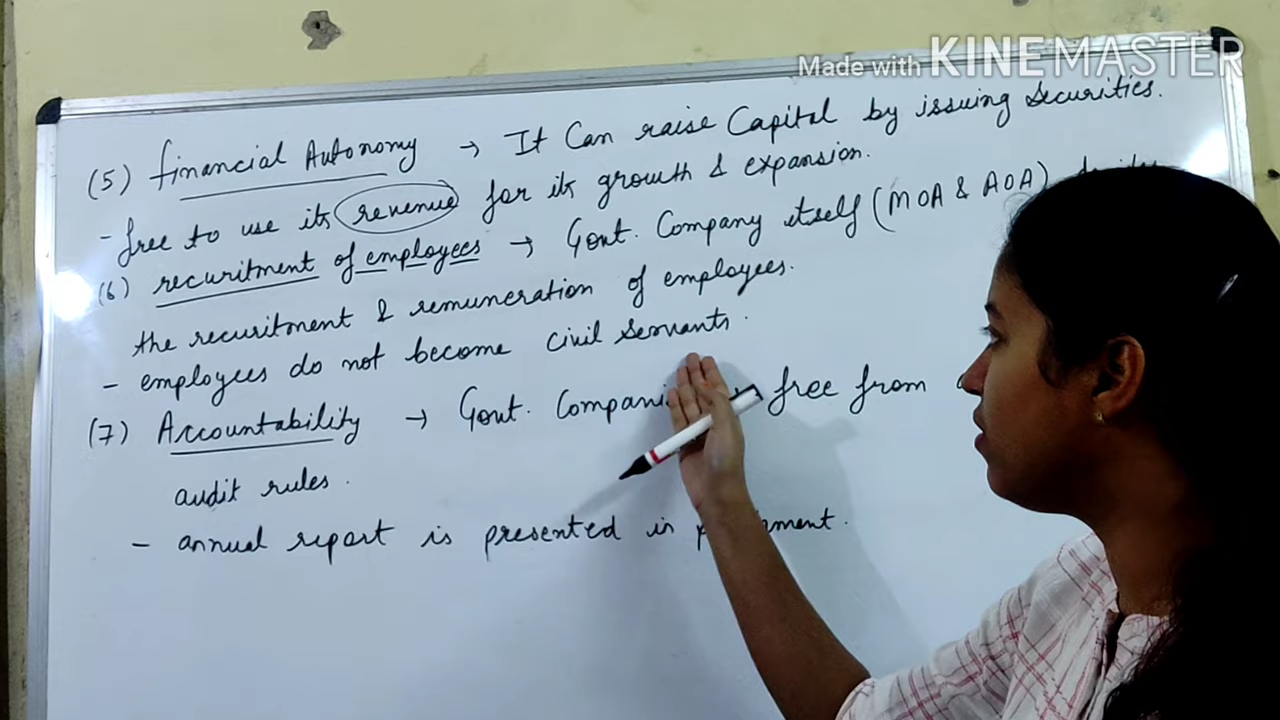 Made with KINEMASTER
(5) financial Autonomy → It Can raise Capital by issuing Securities.
- free to use its revenue for its growth & expansion.
(6) recuritment of employees → Govt. Company itself (MOA & AOA)
the recuritment & remuneration of employees.
- employees do not become civil servants.
(7) Accountability → Govt. free from
audit rules.
- annual report is presented in